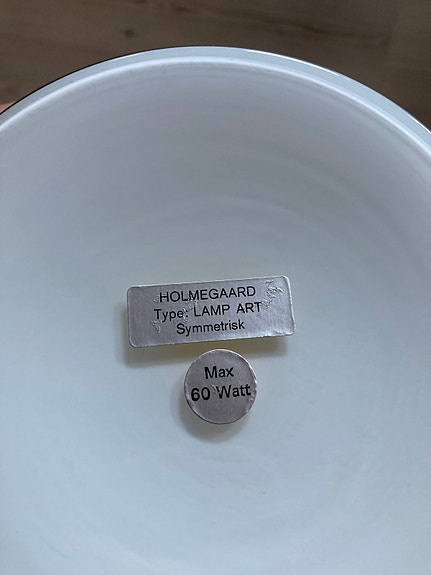 HOLMEGAARD
Type: LAMP ART
Symmetrisk
Max
60 Watt